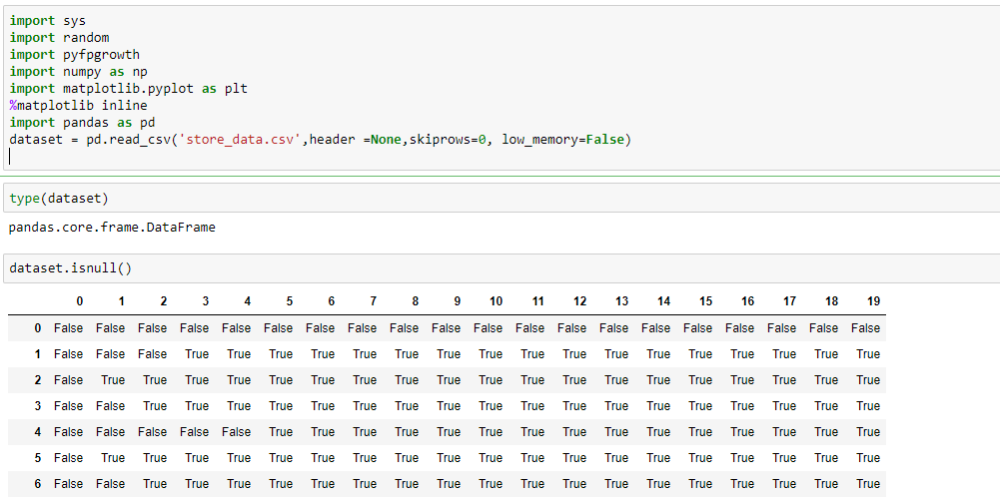 import sys
import random
import pyfpgrowth
import numpy as np
import matplotlib.pyplot as plt
%matplotlib inline
import pandas as pd
dataset = pd.read_csv('store_data.csv',header =None,skiprows=0, low_memory=False)
type(dataset)
pandas.core.frame.DataFrame
dataset.isnull()
0 1 2 3 4 5 6 7 8 9 10 11 12 13 14 15 16 17 18 19
0 False False False False False False False False False False False False False False False False False False False False
1 False False False True True True True True True True True True True True True True True True True True
2 False True True True True True True True True True True True True True True True True True True True
3 False False True True True True True True True True True True True True True True True True True True
4 False False False False False True True True True True True True True True True True True True True True
5 False True True True True True True True True True True True True True True True True True True True
6 False False True True True True True True True True True True True True True True True True True True